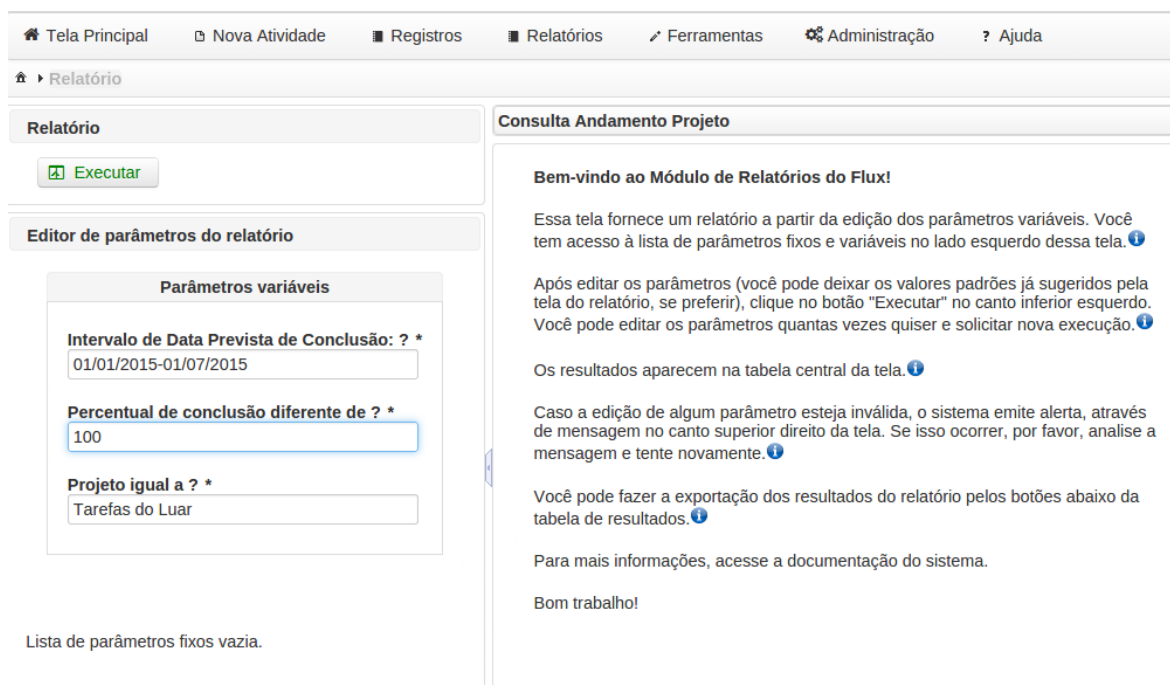 Tela Principal Nova Atividade Registros Relatórios Ferramentas Administração ? Ajuda
Relatório
Relatório
Executar
Editor de parâmetros do relatório
Parâmetros variáveis
Intervalo de Data Prevista de Conclusão: ? *
01/01/2015-01/07/2015
Percentual de conclusão diferente de ? *
100
Projeto igual a ? *
Tarefas do Luar
Lista de parâmetros fixos vazia.
Consulta Andamento Projeto
Bem-vindo ao Módulo de Relatórios do Flux!
Essa tela fornece um relatório a partir da edição dos parâmetros variáveis. Você
tem acesso à lista de parâmetros fixos e variáveis no lado esquerdo dessa tela.
Após editar os parâmetros (você pode deixar os valores padrões já sugeridos pela
tela do relatório, se preferir), clique no botão "Executar" no canto inferior esquerdo.
Você pode editar os parâmetros quantas vezes quiser e solicitar nova execução.
Os resultados aparecem na tabela central da tela.
Caso a edição de algum parâmetro esteja inválida, o sistema emite alerta, através
de mensagem no canto superior direito da tela. Se isso ocorrer, por favor, analise a
mensagem e tente novamente.
Você pode fazer a exportação dos resultados do relatório pelos botões abaixo da
tabela de resultados.
Para mais informações, acesse a documentação do sistema.
Bom trabalho!